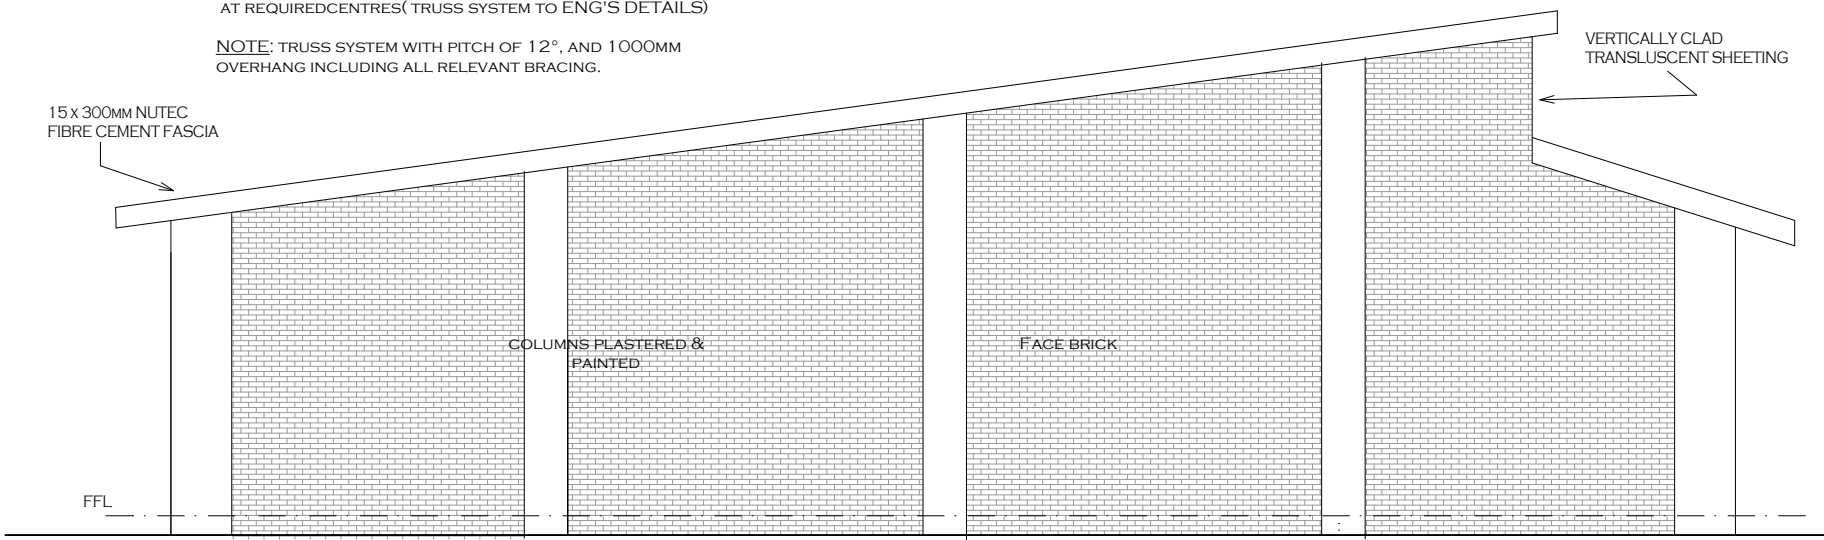 AT REQUIREDCENTRES( TRUSS SYSTEM TO ENG'S DETAILS)
NOTE: TRUSS SYSTEM WITH PITCH OF 12°, AND 1000MM
OVERHANG INCLUDING ALL RELEVANT BRACING.
VERTICALLY CLAD
TRANSLUSCENT SHEETING
15 x 300MM NUTEC
FIBRE CEMENT FASCIA
COLUMNS PLASTERED &
PAINTED
FACE BRICK
FFL